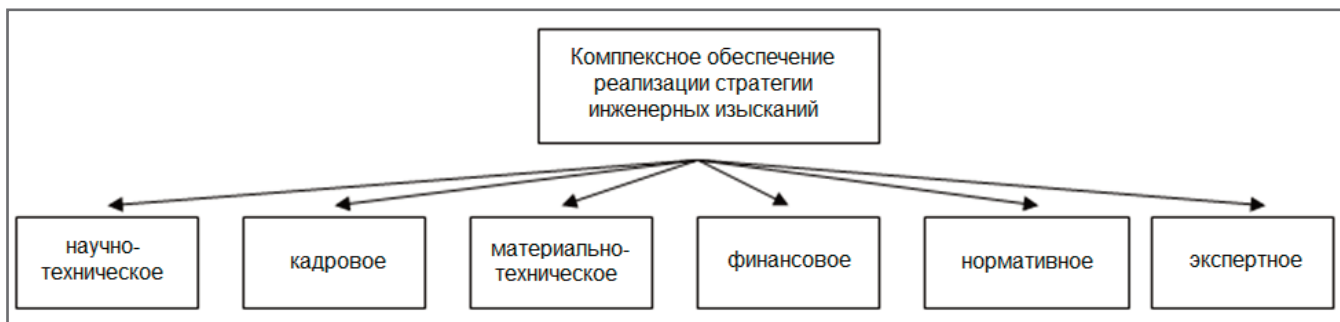 Комплексное обеспечение
реализации стратегии
инженерных изысканий
научно-
техническое
кадровое
материально-
техническое
финансовое
нормативное
экспертное